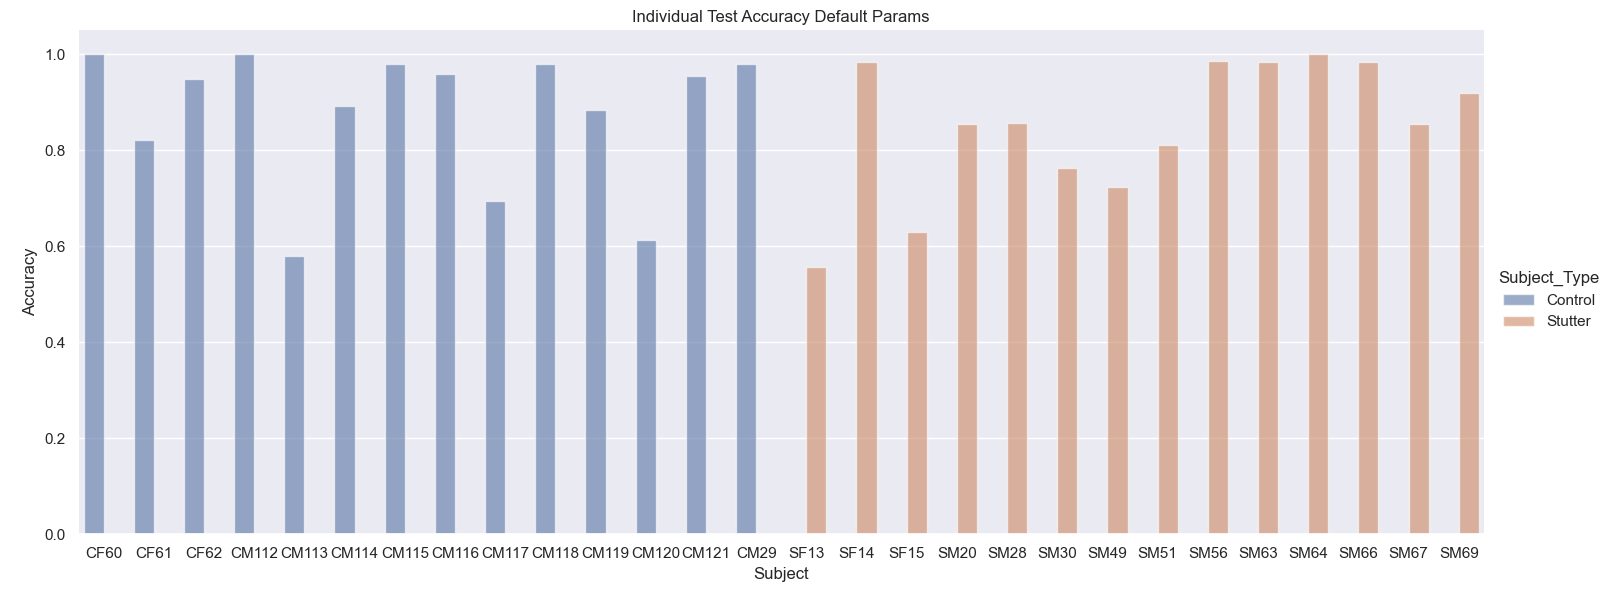 Individual Test Accuracy Default Params
1.0
0.8
0.6
0.4
0.2
0.0
Accuracy
CF60 CF61 CF62 CM112 CM113 CM114 CM115 CM116 CM117 CM118 CM119 CM120 CM121 CM29 SF13 SF14 SF15 SM20 SM28 SM30 SM49 SM51 SM56 SM63 SM64 SM66 SM67 SM69
Subject
Subject_Type
Control
Stutter